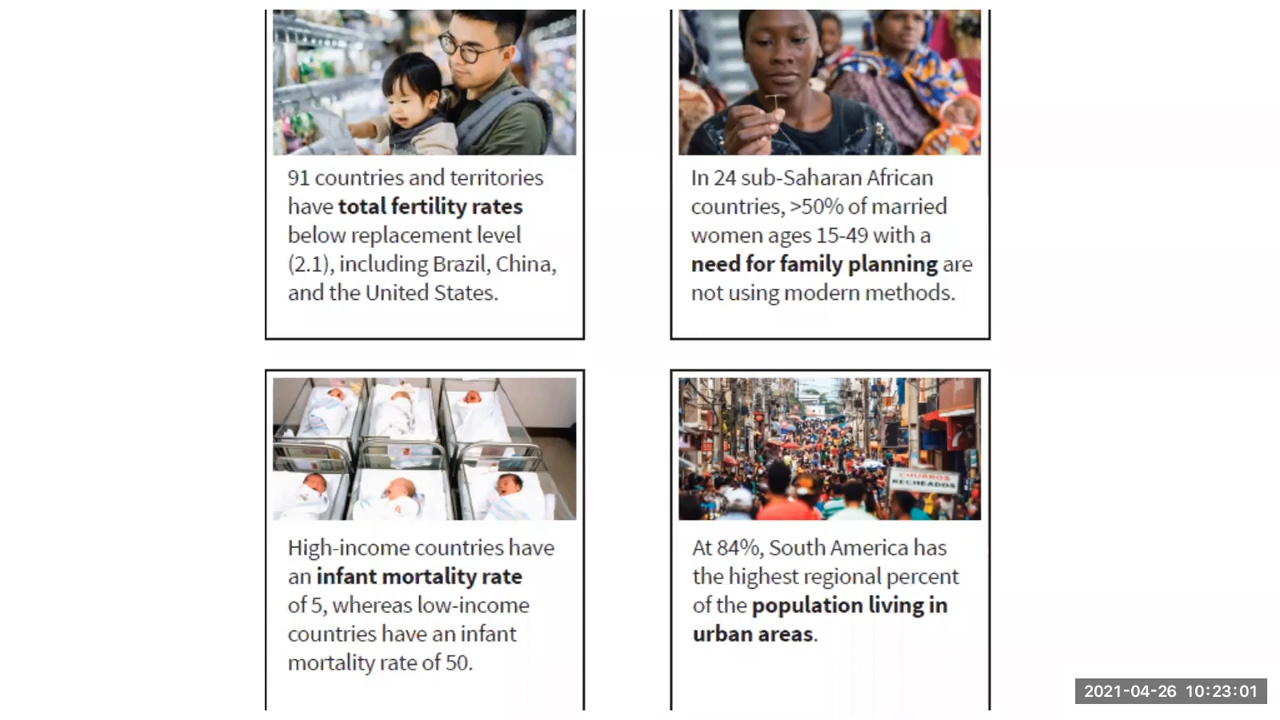 91 countries and territories
have total fertility rates
below replacement level
(2.1), including Brazil, China,
and the United States.
In 24 sub-Saharan African
countries, >50% of married
women ages 15-49 with a
need for family planning are
not using modern methods.
High-income countries have
an infant mortality rate
of 5, whereas low-income
countries have an infant
mortality rate of 50.
CHURROS
RECHEADOS
At 84%, South America has
the highest regional percent
of the population living in
urban areas.
2021-04-26 10:23:01